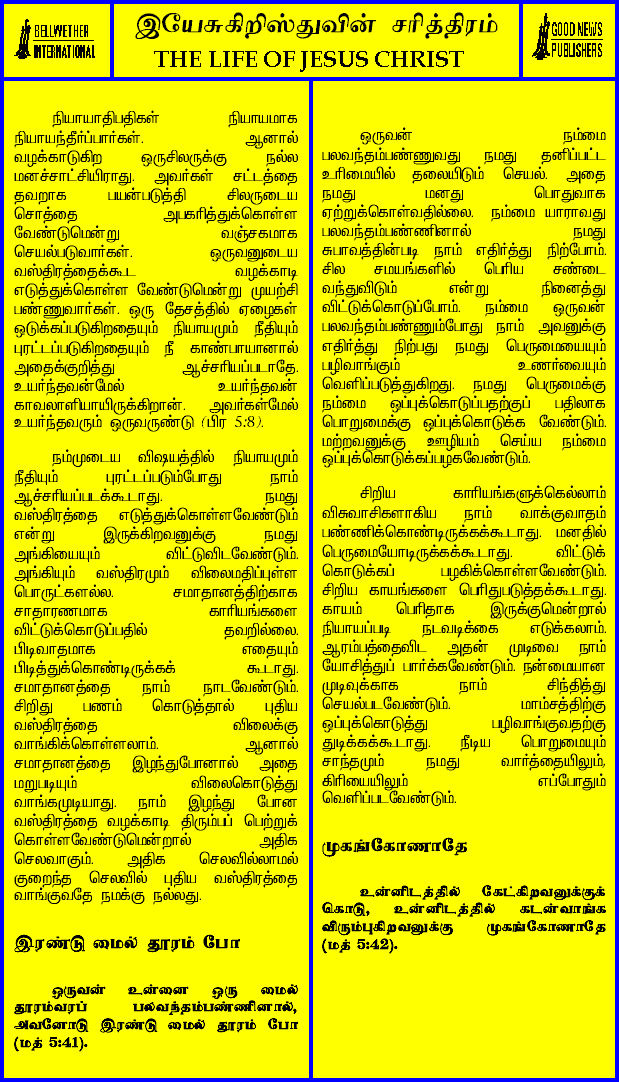 BELLWETHER
INTERNATIONAL
இயேசுகிறிஸ்துவின் சரித்திரம்
THE LIFE OF JESUS CHRIST
GOOD NEWS
PUBLISHERS
நியாயாதிபதிகள் நியாயமாக
நியாயந்தீர்ப்பார்கள். ஆனால்
வழக்காடுகிற ஒருசிலருக்கு நல்ல
மனச்சாட்சியிராது. அவர்கள் சட்டத்தை
தவறாக பயன்படுத்தி சிலருடைய
சொத்தை அபகரித்துக்கொள்ள
வேண்டுமென்று வஞ்சகமாக
செயல்படுவார்கள். ஒருவனுடைய
வஸ்திரத்தைக்கூட வழக்காடி
எடுத்துக்கொள்ள வேண்டுமென்று முயற்சி
பண்ணுவார்கள். ஒரு தேசத்தில் ஏழைகள்
ஒடுக்கப்படுகிறதையும் நியாயமும் நீதியும்
புரட்டப்படுகிறதையும் நீ காண்பாயானால்
அதைக்குறித்து ஆச்சரியப்படாதே.
உயர்ந்தவன்மேல் உயர்ந்தவன்
காவலாளியாயிருக்கிறான். அவர்கள்மேல்
உயர்ந்தவரும் ஒருவருண்டு (பிர 5:8).
நம்முடைய விஷயத்தில் நியாயமும்
நீதியும் புரட்டப்படும்போது நாம்
ஆச்சரியப்படக்கூடாது. நமது
வஸ்திரத்தை எடுத்துக்கொள்ளவேண்டும்
என்று இருக்கிறவனுக்கு நமது
அங்கியையும் விட்டுவிடவேண்டும்.
அங்கியும் வஸ்திரமும் விலைமதிப்புள்ள
பொருட்களல்ல. சமாதானத்திற்காக
சாதாரணமாக காரியங்களை
விட்டுக்கொடுப்பதில் தவறில்லை.
பிடிவாதமாக எதையும்
பிடித்துக்கொண்டிருக்கக் கூடாது.
சமாதானத்தை நாம் நாடவேண்டும்.
சிறிது பணம் கொடுத்தால் புதிய
வஸ்திரத்தை விலைக்கு
வாங்கிக்கொள்ளலாம். ஆனால்
சமாதானத்தை இழந்துபோனால் அதை
மறுபடியும் விலைகொடுத்து
வாங்கமுடியாது. நாம் இழந்து போன
வஸ்திரத்தை வழக்காடி திரும்பப் பெற்றுக்
கொள்ளவேண்டுமென்றால் அதிக
செலவாகும். அதிக செலவில்லாமல்
குறைந்த செலவில் புதிய வஸ்திரத்தை
வாங்குவதே நமக்கு நல்லது.
இரண்டு மைல் தூரம் போ
ஒருவன் உன்னை ஒரு மைல்
தூரம்வரப் பலவந்தம்பண்ணினால்,
அவனோடு இரண்டு மைல் தூரம் போ
(மத் 5:41).
ஒருவன் நம்மை
பலவந்தம்பண்ணுவது நமது தனிப்பட்ட
உரிமையில் தலையிடும் செயல். அதை
நமது மனது பொதுவாக
ஏற்றுக்கொள்வதில்லை. நம்மை யாராவது
பலவந்தம்பண்ணினால் நமது
சுபாவத்தின்படி நாம் எதிர்த்து நிற்போம்.
சில சமயங்களில் பெரிய சண்டை
வந்துவிடும் என்று நினைத்து
விட்டுக்கொடுப்போம். நம்மை ஒருவன்
பலவந்தம்பண்ணும்போது நாம் அவனுக்கு
எதிர்த்து நிற்பது நமது பெருமையையும்
பழிவாங்கும் உணர்வையும்
வெளிப்படுத்துகிறது. நமது பெருமைக்கு
நம்மை ஒப்புக்கொடுப்பதற்குப் பதிலாக
பொறுமைக்கு ஒப்புக்கொடுக்க வேண்டும்.
மற்றவனுக்கு ஊழியம் செய்ய நம்மை
ஒப்புக்கொடுக்கப்பழகவேண்டும்.
சிறிய காரியங்களுக்கெல்லாம்
விசுவாசிகளாகிய நாம் வாக்குவாதம்
பண்ணிக்கொண்டிருக்கக்கூடாது. மனதில்
பெருமையோடிருக்கக்கூடாது. விட்டுக்
கொடுக்கப் பழகிக்கொள்ளவேண்டும்.
சிறிய காயங்களை பெரிதுபடுத்தக்கூடாது.
காயம் பெரிதாக இருக்குமென்றால்
நியாயப்படி நடவடிக்கை எடுக்கலாம்.
ஆரம்பத்தைவிட அதன் முடிவை நாம்
யோசித்துப் பார்க்கவேண்டும். நன்மையான
முடிவுக்காக நாம் சிந்தித்து
செயல்படவேண்டும். மாம்சத்திற்கு
ஒப்புக்கொடுத்து பழிவாங்குவதற்கு
துடிக்கக்கூடாது. நீடிய பொறுமையும்
சாந்தமும் நமது வார்த்தையிலும்,
கிரியையிலும் எப்போதும்
வெளிப்படவேண்டும்.
முகங்கோணாதே
உன்னிடத்தில் கேட்கிறவனுக்குக்
கொடு, உன்னிடத்தில் கடன்வாங்க
விரும்புகிறவனுக்கு முகங்கோணாதே
(மத் 5:42).